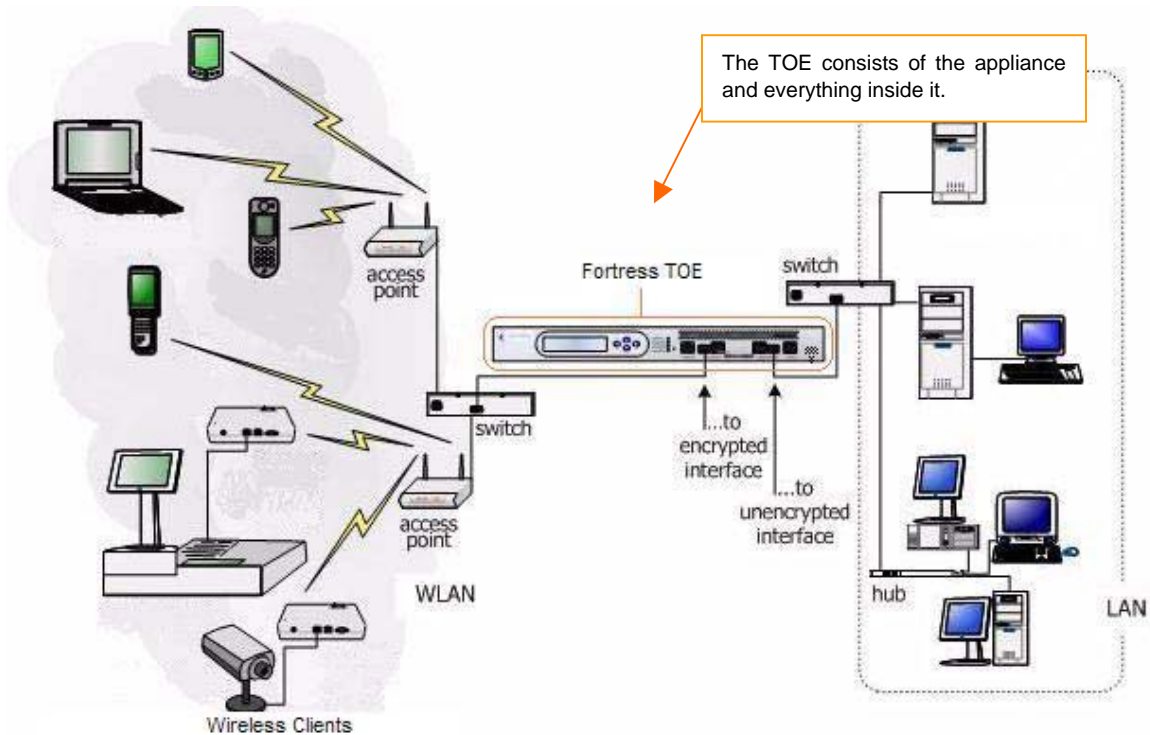 The TOE consists of the appliance
and everything inside it.
access
point
Fortress TOE
switch
switch
...to
encrypted
interface
...to
unencrypted
interface
access
point
WLAN
hub
LAN
Wireless Clients